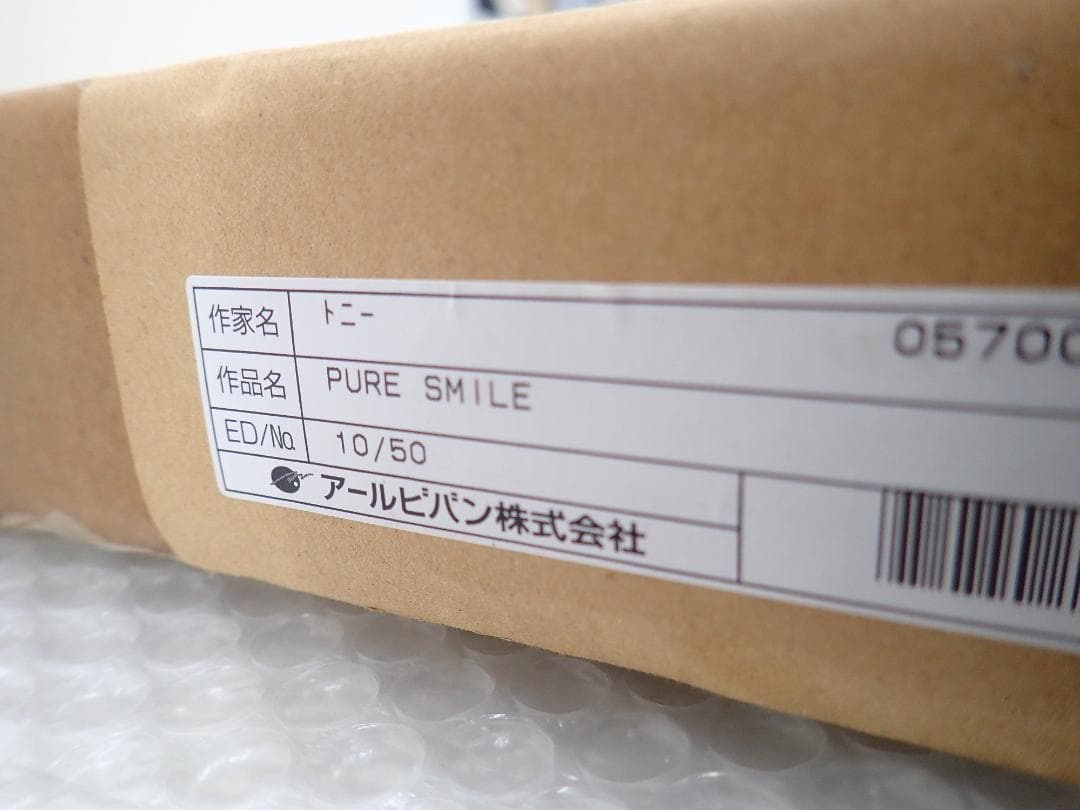 作家名 ﾄﾆｰ 05700
作品名 PURE SMILE
ED/No. 10/50
アールビバン株式会社